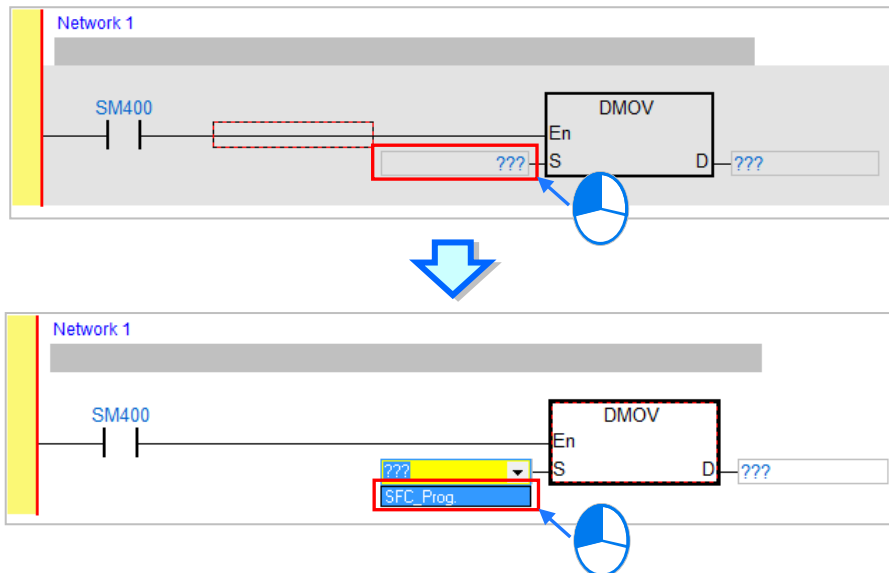 Network 1
SM400
DMOV
En
??? S D ???
Network 1
SM400
DMOV
En
??? S D ???
SFC_Prog.